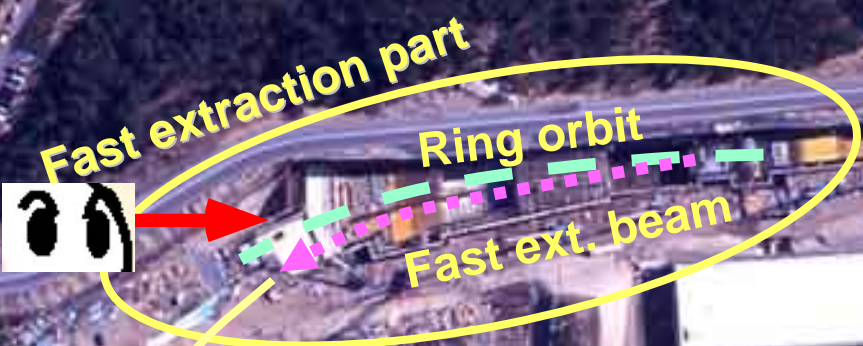 Fast extraction part
Ring orbit
Fast ext. beam